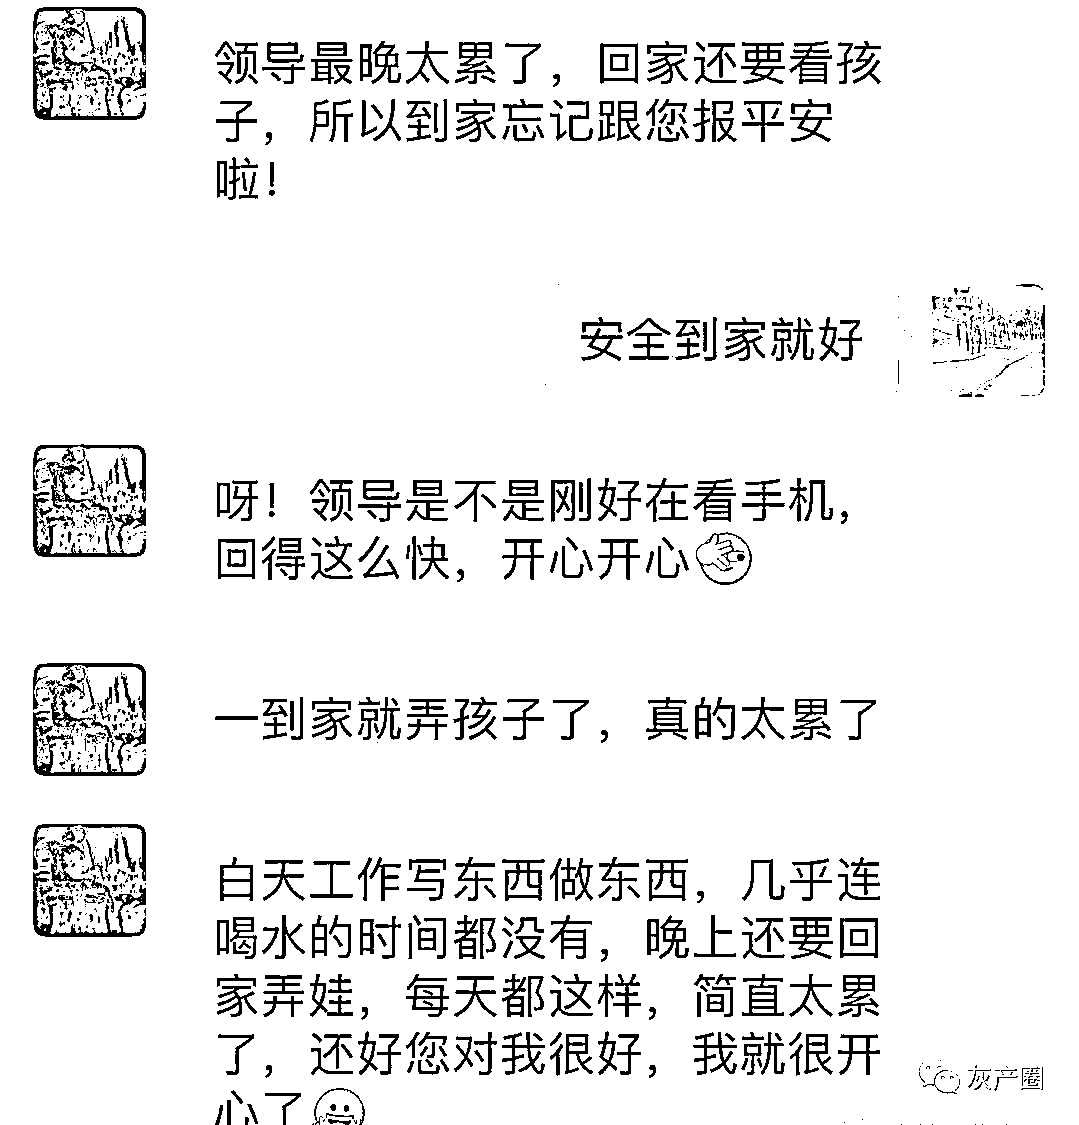 领导最晚太累了，回家还要看孩
子，所以到家忘记跟您报平安
啦！
安全到家就好
呀！领导是不是刚好在看手机，
回得这么快，开心开心
一到家就弄孩子了，真的太累了
白天工作写东西做东西，几乎连
喝水的时间都没有，晚上还要回
家弄娃，每天都这样，简直太累
了，还好您对我很好，我就很开
心了
灰产圈